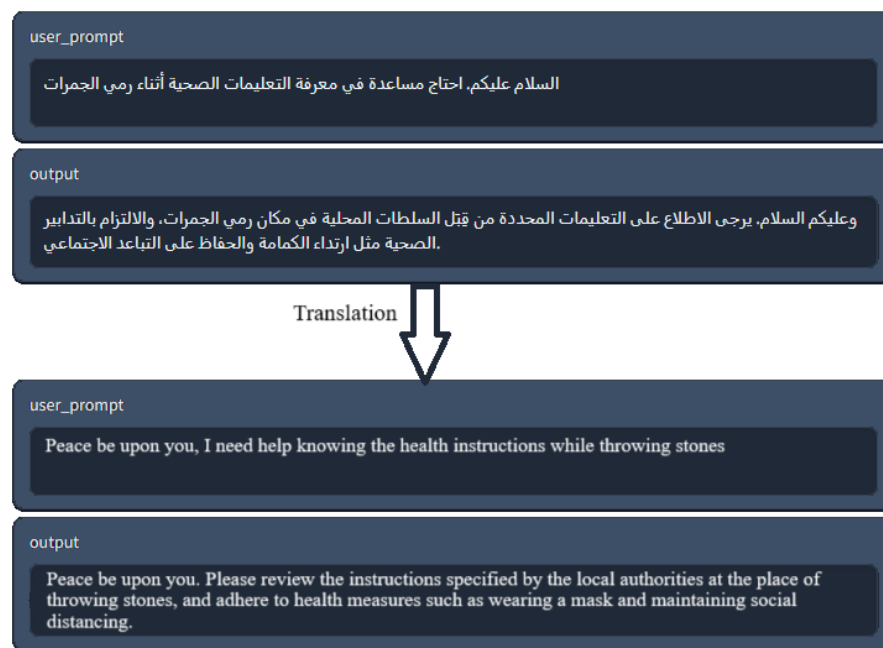 user_prompt
السلام عليكم. احتاج مساعدة في معرفة التعليمات الصحية أثناء رمي الجمرات
output
وعليكم السلام. يرجى الاطلاع على التعليمات المحددة من قِبَل السلطات المحلية في مكان رمي الجمرات، والالتزام بالتدابير
الصحية مثل ارتداء الكمامة والحفاظ على التباعد الاجتماعي.
Translation
user_prompt
Peace be upon you, I need help knowing the health instructions while throwing stones
output
Peace be upon you. Please review the instructions specified by the local authorities at the place of
throwing stones, and adhere to health measures such as wearing a mask and maintaining social
distancing.